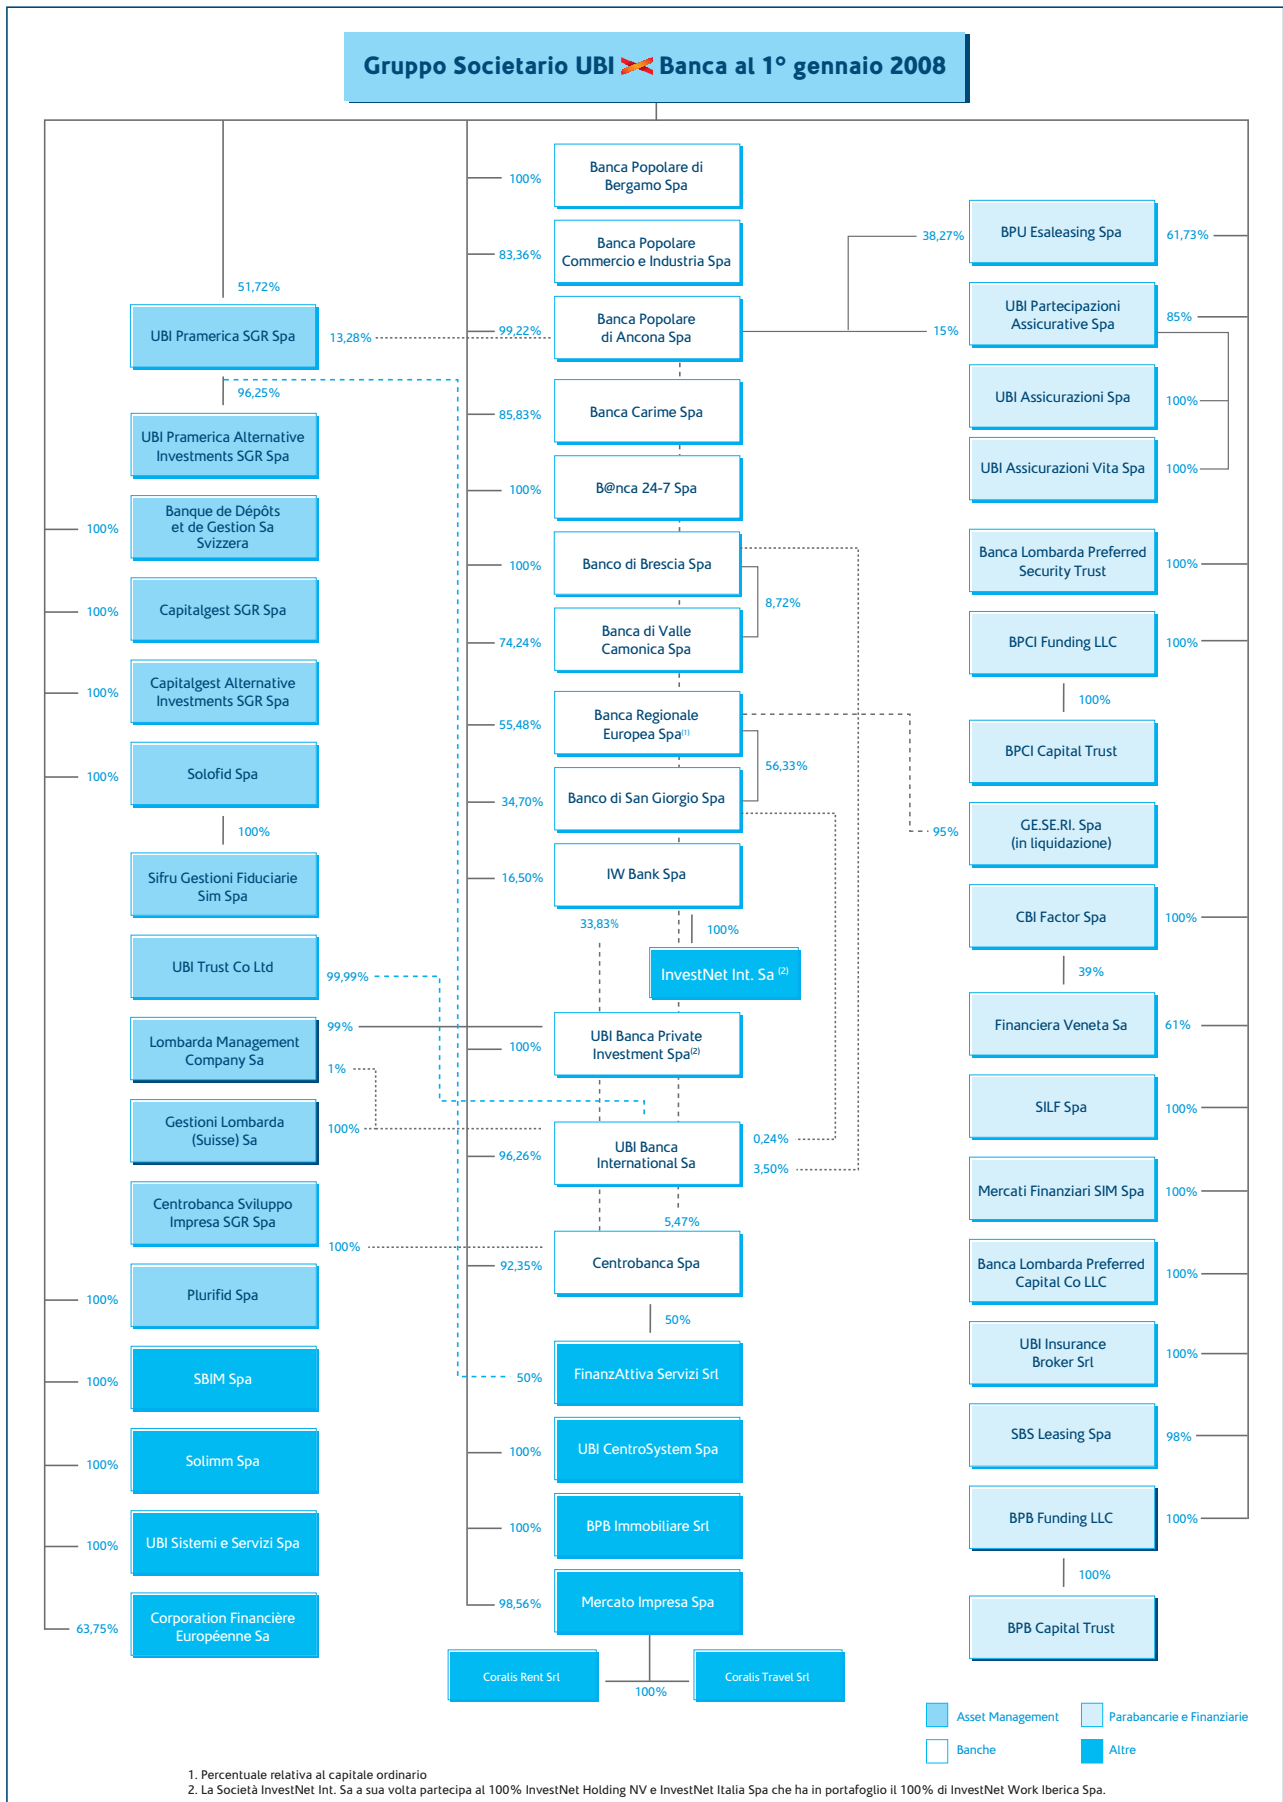 Gruppo Societario UBI Banca al 1° gennaio 2008
51,72%
UBI Pramerica SGR Spa
13,28%
96,25%
UBI Pramerica Alternative
Investments SGR Spa
Banque de Dépôts
et de Gestion Sa
Svizzera
100%
Capitalgest SGR Spa
100%
Capitalgest Alternative
Investments SGR Spa
100%
Solofid Spa
100%
100%
Sifru Gestioni Fiduciarie
Sim Spa
UBI Trust Co Ltd
99,99%
Lombarda Management
Company Sa
99%
1%
Gestioni Lombarda
(Suisse) Sa
100%
Centrobanca Sviluppo
Impresa SGR Spa
100%
Plurifid Spa
100%
SBIM Spa
100%
Solimm Spa
100%
UBI Sistemi e Servizi Spa
100%
Corporation Financière
Européenne Sa
63,75%
Banca Popolare di
Bergamo Spa
100%
Banca Popolare
Commercio e Industria Spa
83,36%
Banca Popolare
di Ancona Spa
99,22%
Banca Carime Spa
85,83%
B@nca 24-7 Spa
100%
Banco di Brescia Spa
100%
8,72%
Banca di Valle
Camonica Spa
74,24%
Banca Regionale
Europea Spa(1)
55,48%
56,33%
Banco di San Giorgio Spa
34,70%
IW Bank Spa
16,50%
33,83%
100%
InvestNet Int. Sa (2)
UBI Banca Private
Investment Spa(2)
100%
UBI Banca
International Sa
96,26%
0,24%
3,50%
5,47%
Centrobanca Spa
92,35%
50%
FinanzAttiva Servizi Srl
50%
UBI CentroSystem Spa
100%
BPB Immobiliare Srl
100%
Mercato Impresa Spa
98,56%
Coralis Rent Srl
Coralis Travel Srl
100%
38,27%
BPU Esaleasing Spa
61,73%
15%
UBI Partecipazioni
Assicurative Spa
85%
UBI Assicurazioni Spa
100%
UBI Assicurazioni Vita Spa
100%
Banca Lombarda Preferred
Security Trust
100%
BPCI Funding LLC
100%
100%
BPCI Capital Trust
GE.SE.RI. Spa
(in liquidazione)
95%
CBI Factor Spa
100%
39%
Financiera Veneta Sa
61%
SILF Spa
100%
Mercati Finanziari SIM Spa
100%
Banca Lombarda Preferred
Capital Co LLC
100%
UBI Insurance
Broker Srl
100%
SBS Leasing Spa
98%
BPB Funding LLC
100%
100%
BPB Capital Trust
Asset Management
Parabancarie e Finanziarie
Banche
Altre
1. Percentuale relativa al capitale ordinario
2. La Società InvestNet Int. Sa a sua volta partecipa al 100% InvestNet Holding NV e InvestNet Italia Spa che ha in portafoglio il 100% di InvestNet Work Iberica Spa.